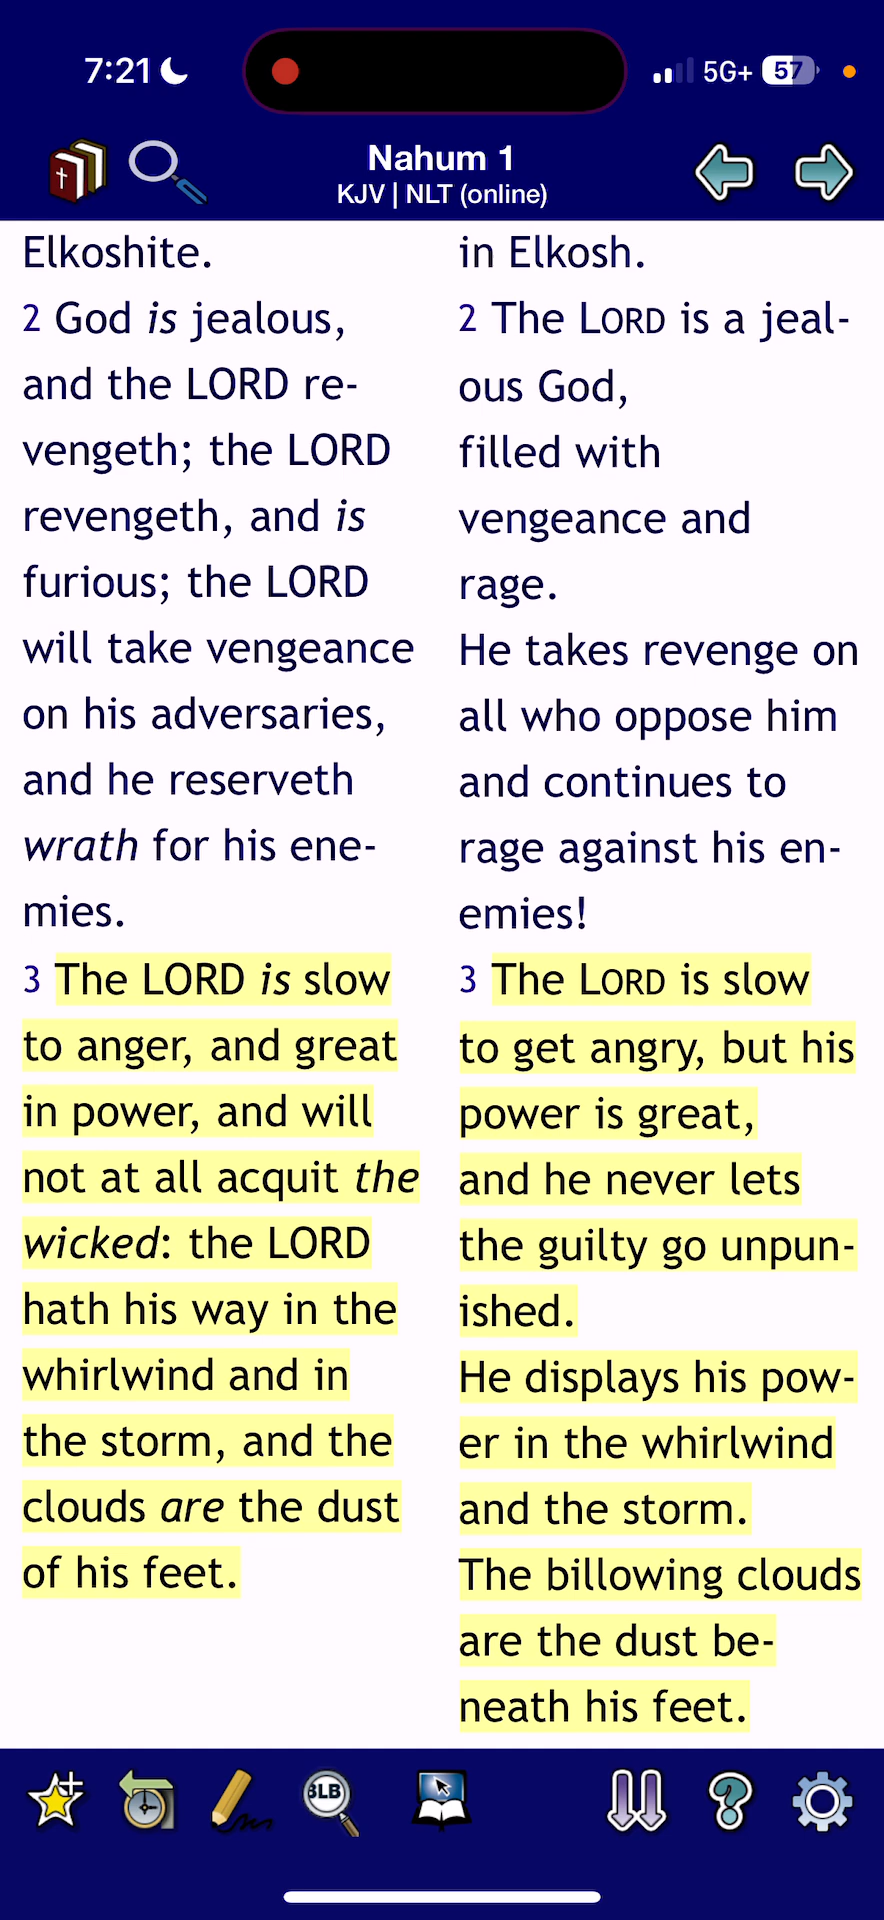 7:21
5G+ 57
Nahum 1
KJV | NLT (online)
Elkoshite.
2 God is jealous,
and the LORD re-
vengeth; the LORD
revengeth, and is
furious; the LORD
will take vengeance
on his adversaries,
and he reserveth
wrath for his ene-
mies.
3 The LORD is slow
to anger, and great
in power, and will
not at all acquit the
wicked: the LORD
hath his way in the
whirlwind and in
the storm, and the
clouds are the dust
of his feet.
in Elkosh.
2 The LORD is a jeal-
ous God,
filled with
vengeance and
rage.
He takes revenge on
all who oppose him
and continues to
rage against his en-
emies!
3 The LORD is slow
to get angry, but his
power is great,
and he never lets
the guilty go unpun-
ished.
He displays his pow-
er in the whirlwind
and the storm.
The billowing clouds
are the dust be-
neath his feet.
BLB